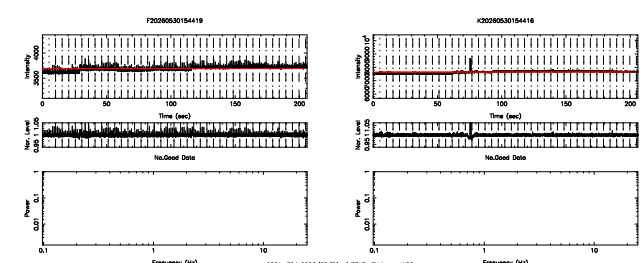 F20260530154419
K20260530154416
Intensity
4000
3500
0
50
100
150
200
Time (sec)
Intensity
0
50
100
150
200
Time (sec)
Nor. Level
0.95
1
1.05
Nor. Level
0.95
1
1.05
No.Good Data
No.Good Data
Power
1
0.1
0.01
0.1
1
10
Frequency (Hz)
Power
1
0.1
0.01
0.1
1
10
Frequency (Hz)